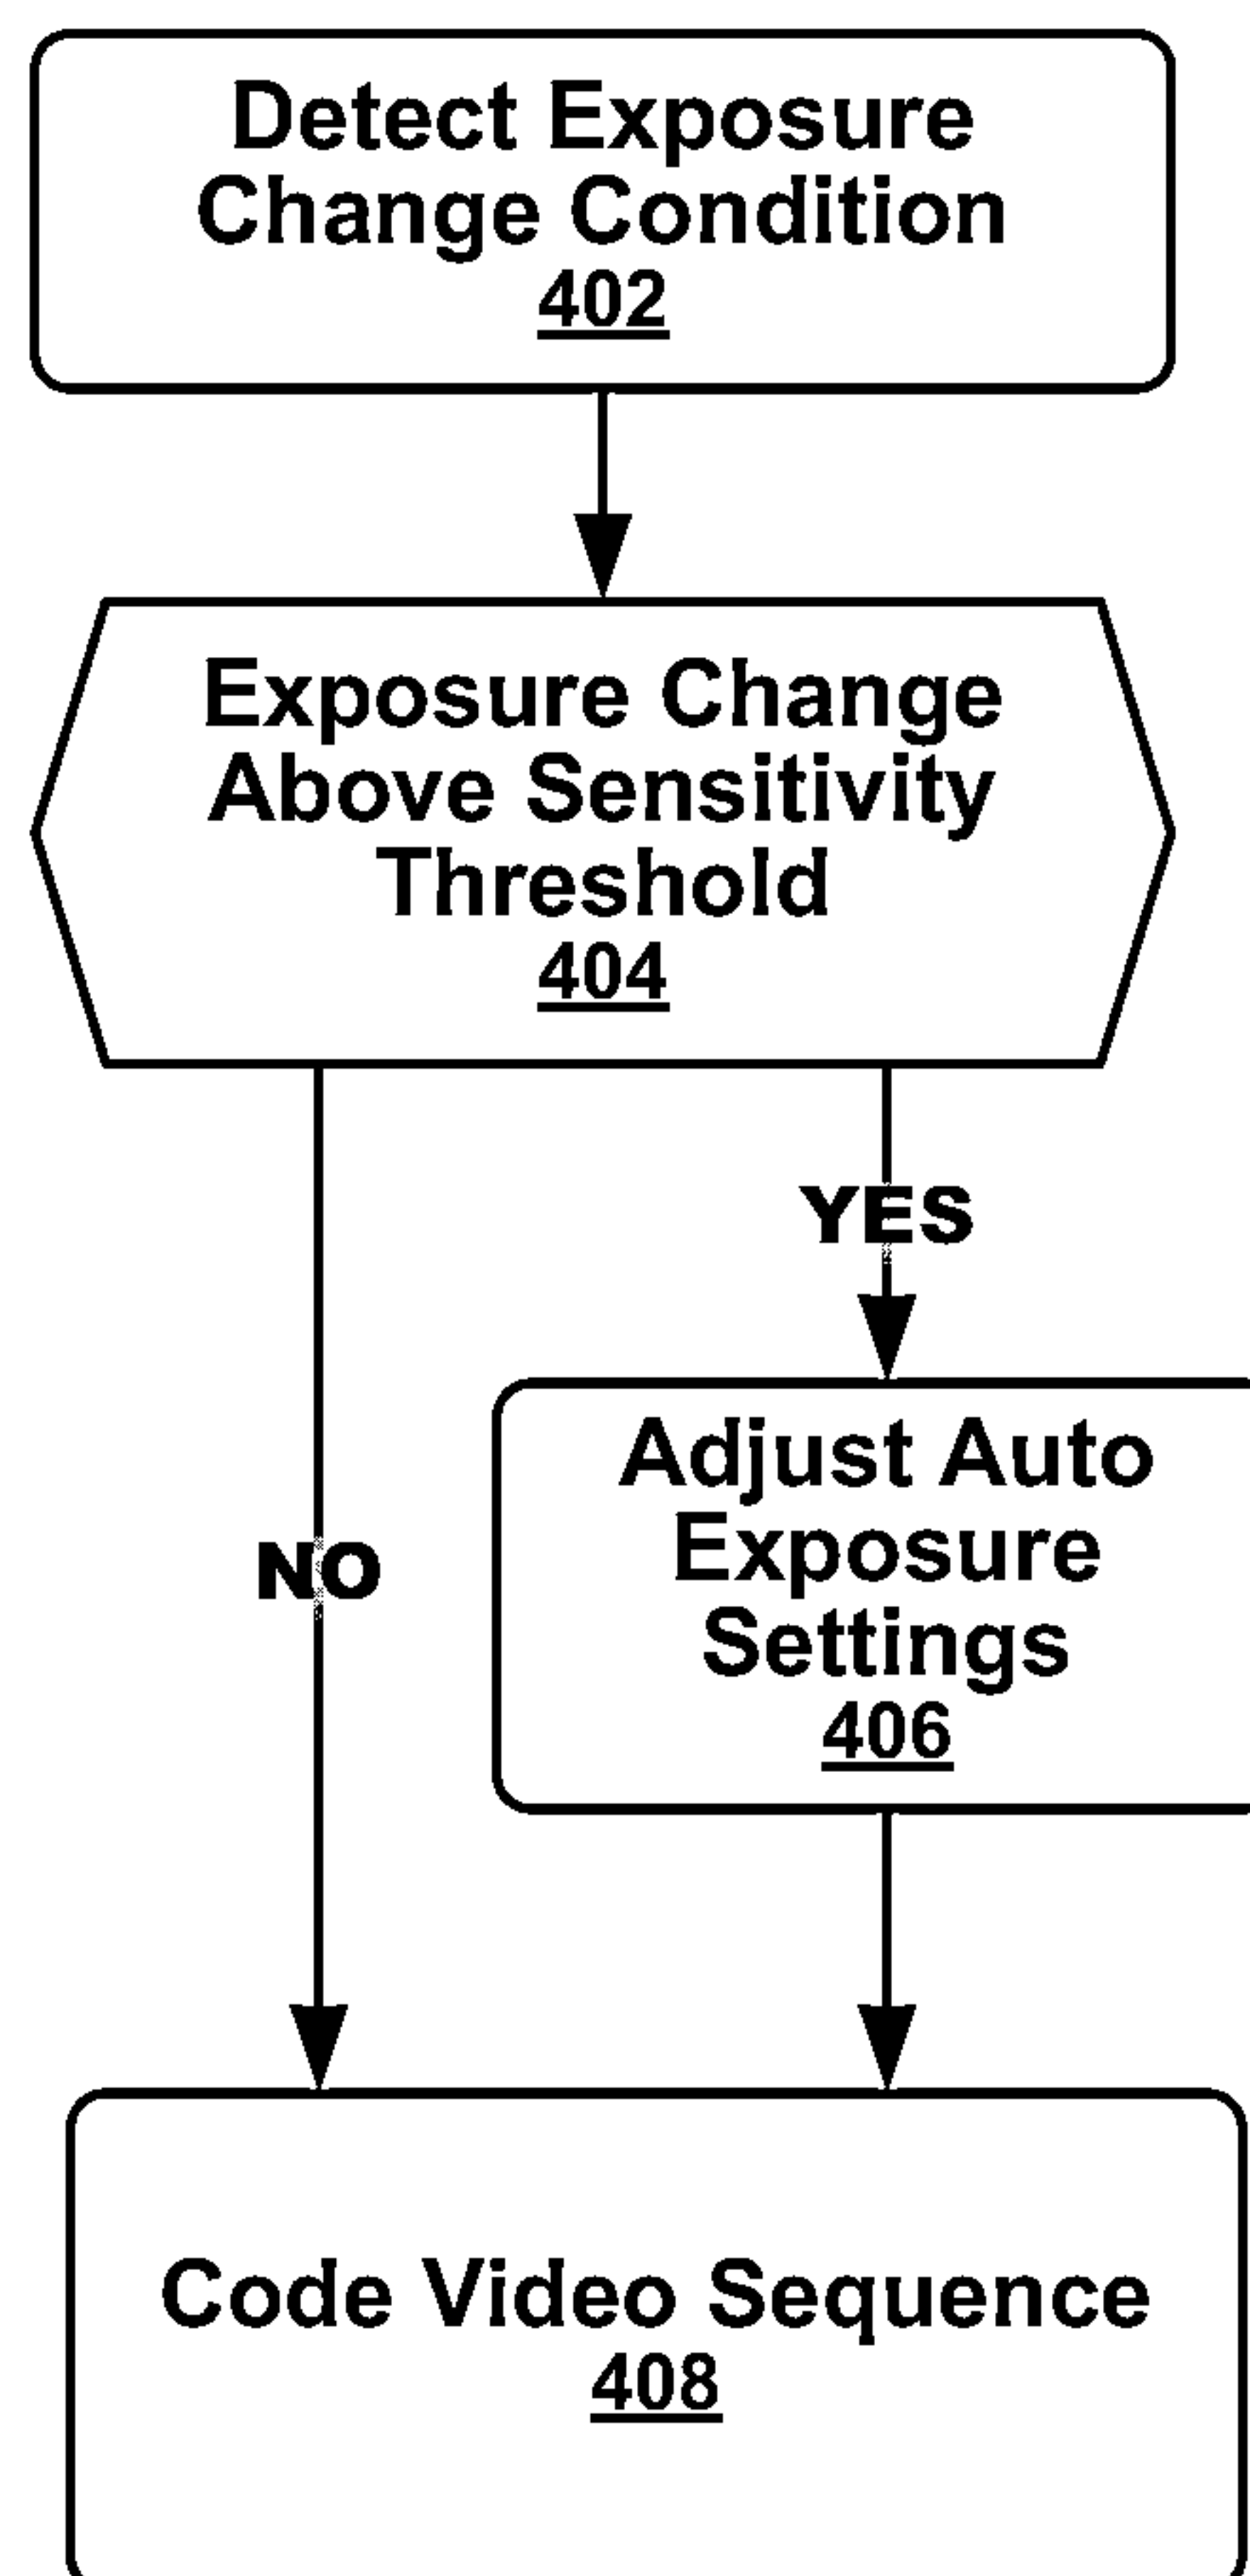 Detect Exposure
Change Condition
402
Exposure Change
Above Sensitivity
Threshold
404
YES
Adjust Auto
Exposure
Settings
406
NO
Code Video Sequence
408